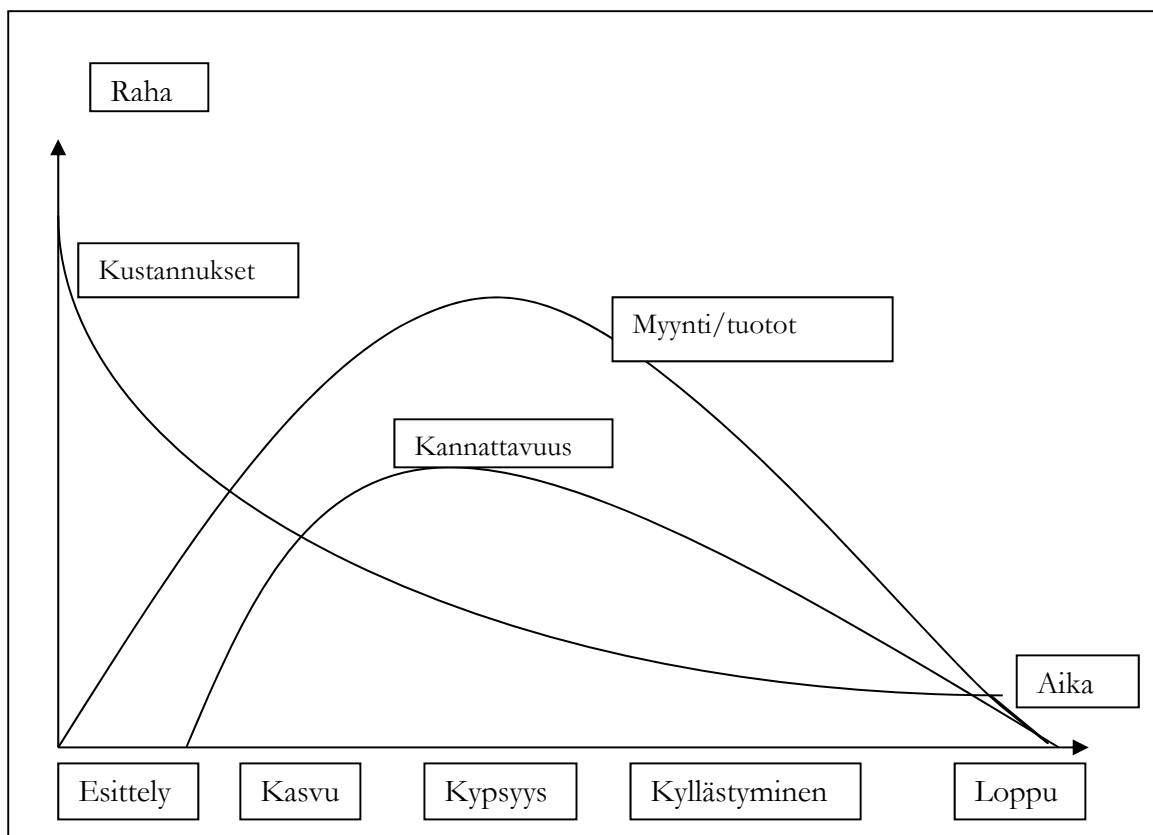 Raha
Kustannukset
Myynti/tuotot
Kannattavuus
Aika
Esittely
Kasvu
Kypsyys
Kyllästyminen
Loppu